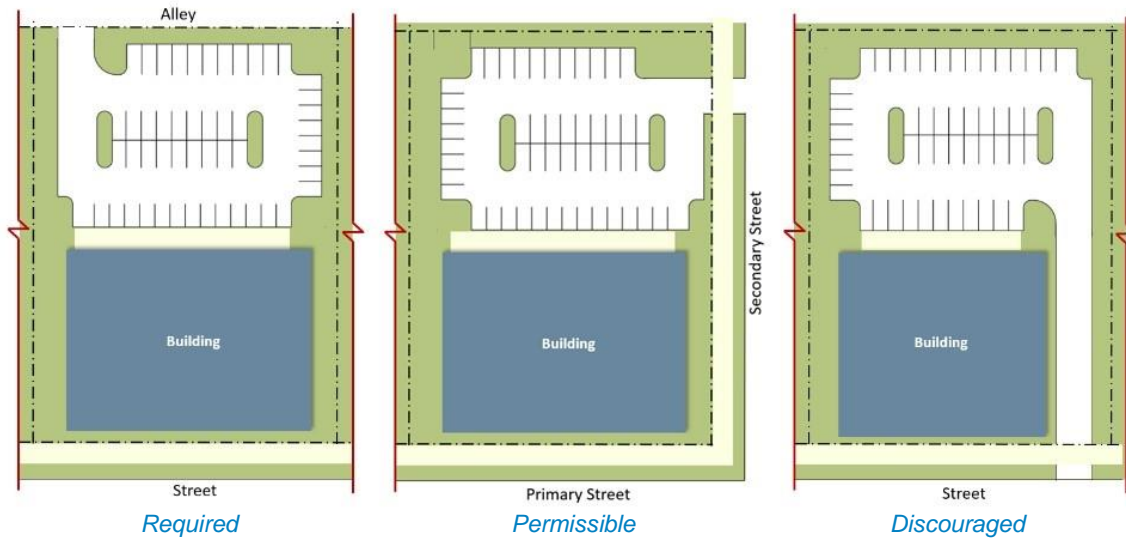 Alley
Building
Street
Required
Building
Secondary Street
Primary Street
Permissible
Building
Street
Discouraged